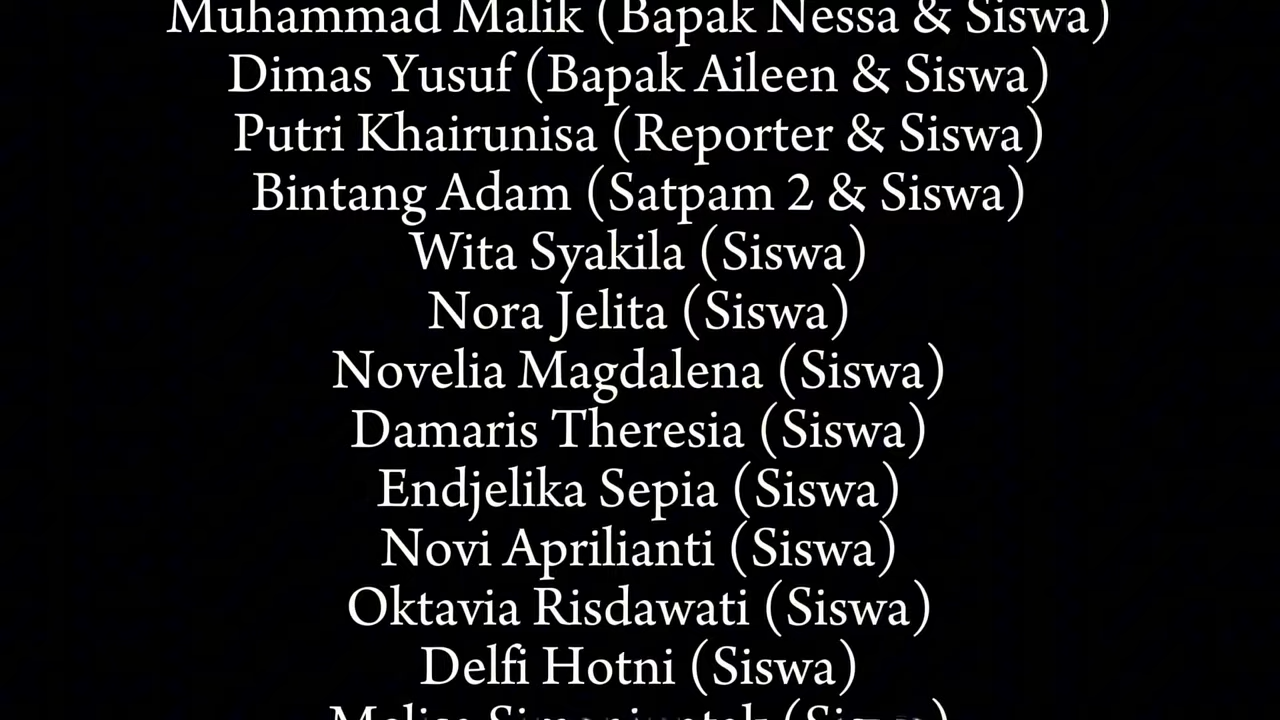 Muhammad Malik (Bapak Nessa & Siswa)
Dimas Yusuf (Bapak Aileen & Siswa)
Putri Khairunisa (Reporter & Siswa)
Bintang Adam (Satpam 2 & Siswa)
Wita Syakila (Siswa)
Nora Jelita (Siswa)
Novelia Magdalena (Siswa)
Damaris Theresia (Siswa)
Endjelika Sepia (Siswa)
Novi Aprilianti (Siswa)
Oktavia Risdawati (Siswa)
Delfi Hotni (Siswa)
Simanjuntak (Siswa)